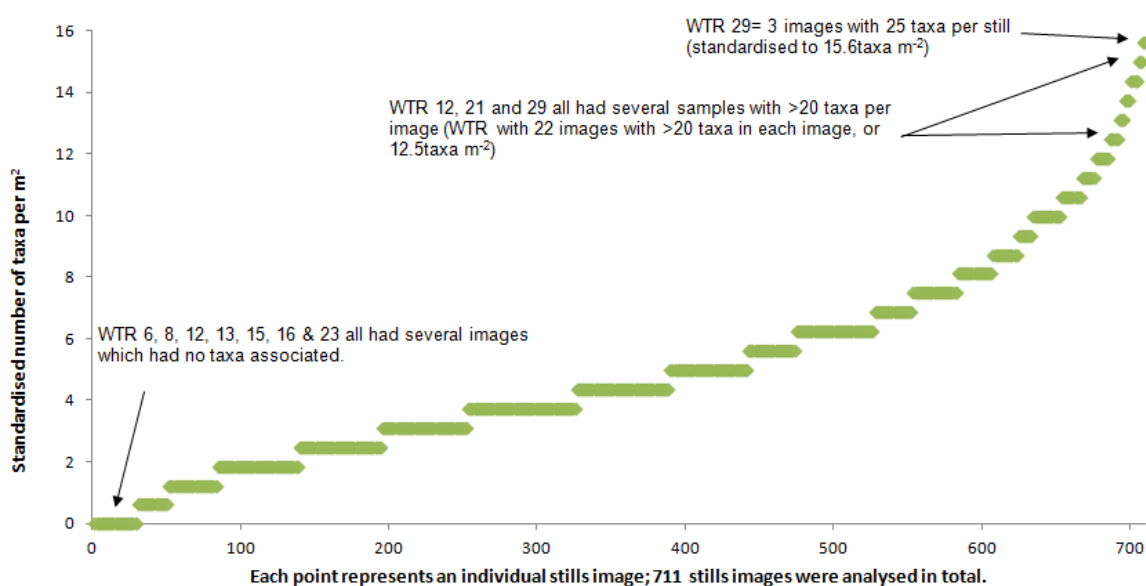 WTR 29= 3 images with 25 taxa per still
(standardised to 15.6taxa m⁻²)
WTR 12, 21 and 29 all had several samples with >20 taxa per
image (WTR with 22 images with >20 taxa in each image, or
12.5taxa m⁻²)
WTR 6, 8, 12, 13, 15, 16 & 23 all had several images
which had no taxa associated.
Standardised number of taxa per m²
16
14
12
10
8
6
4
2
0
0 100 200 300 400 500 600 700
Each point represents an individual stills image; 711 stills images were analysed in total.